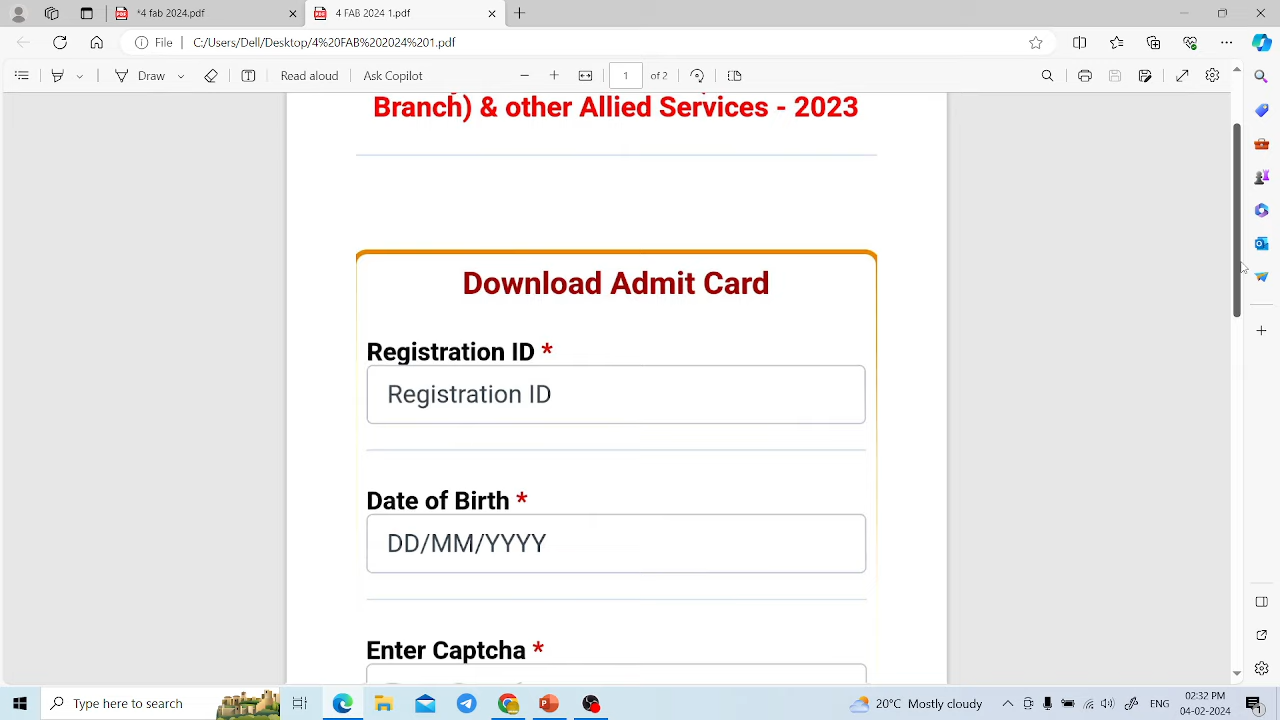 *4 fab 2024.pdf
4 FAB 2024 1.pdf
File
C:/Users/Dell/Desktop/4%20FAB%202024%201.pdf
Draw
Read aloud
Ask Copilot
1
of 2
Branch) & other Allied Services - 2023
Download Admit Card
Registration ID *
Registration ID
Date of Birth *
DD/MM/YYYY
Enter Captcha *
Type here to search
20°C Mostly cloudy
ENG
02:32 PM
04-02-2024